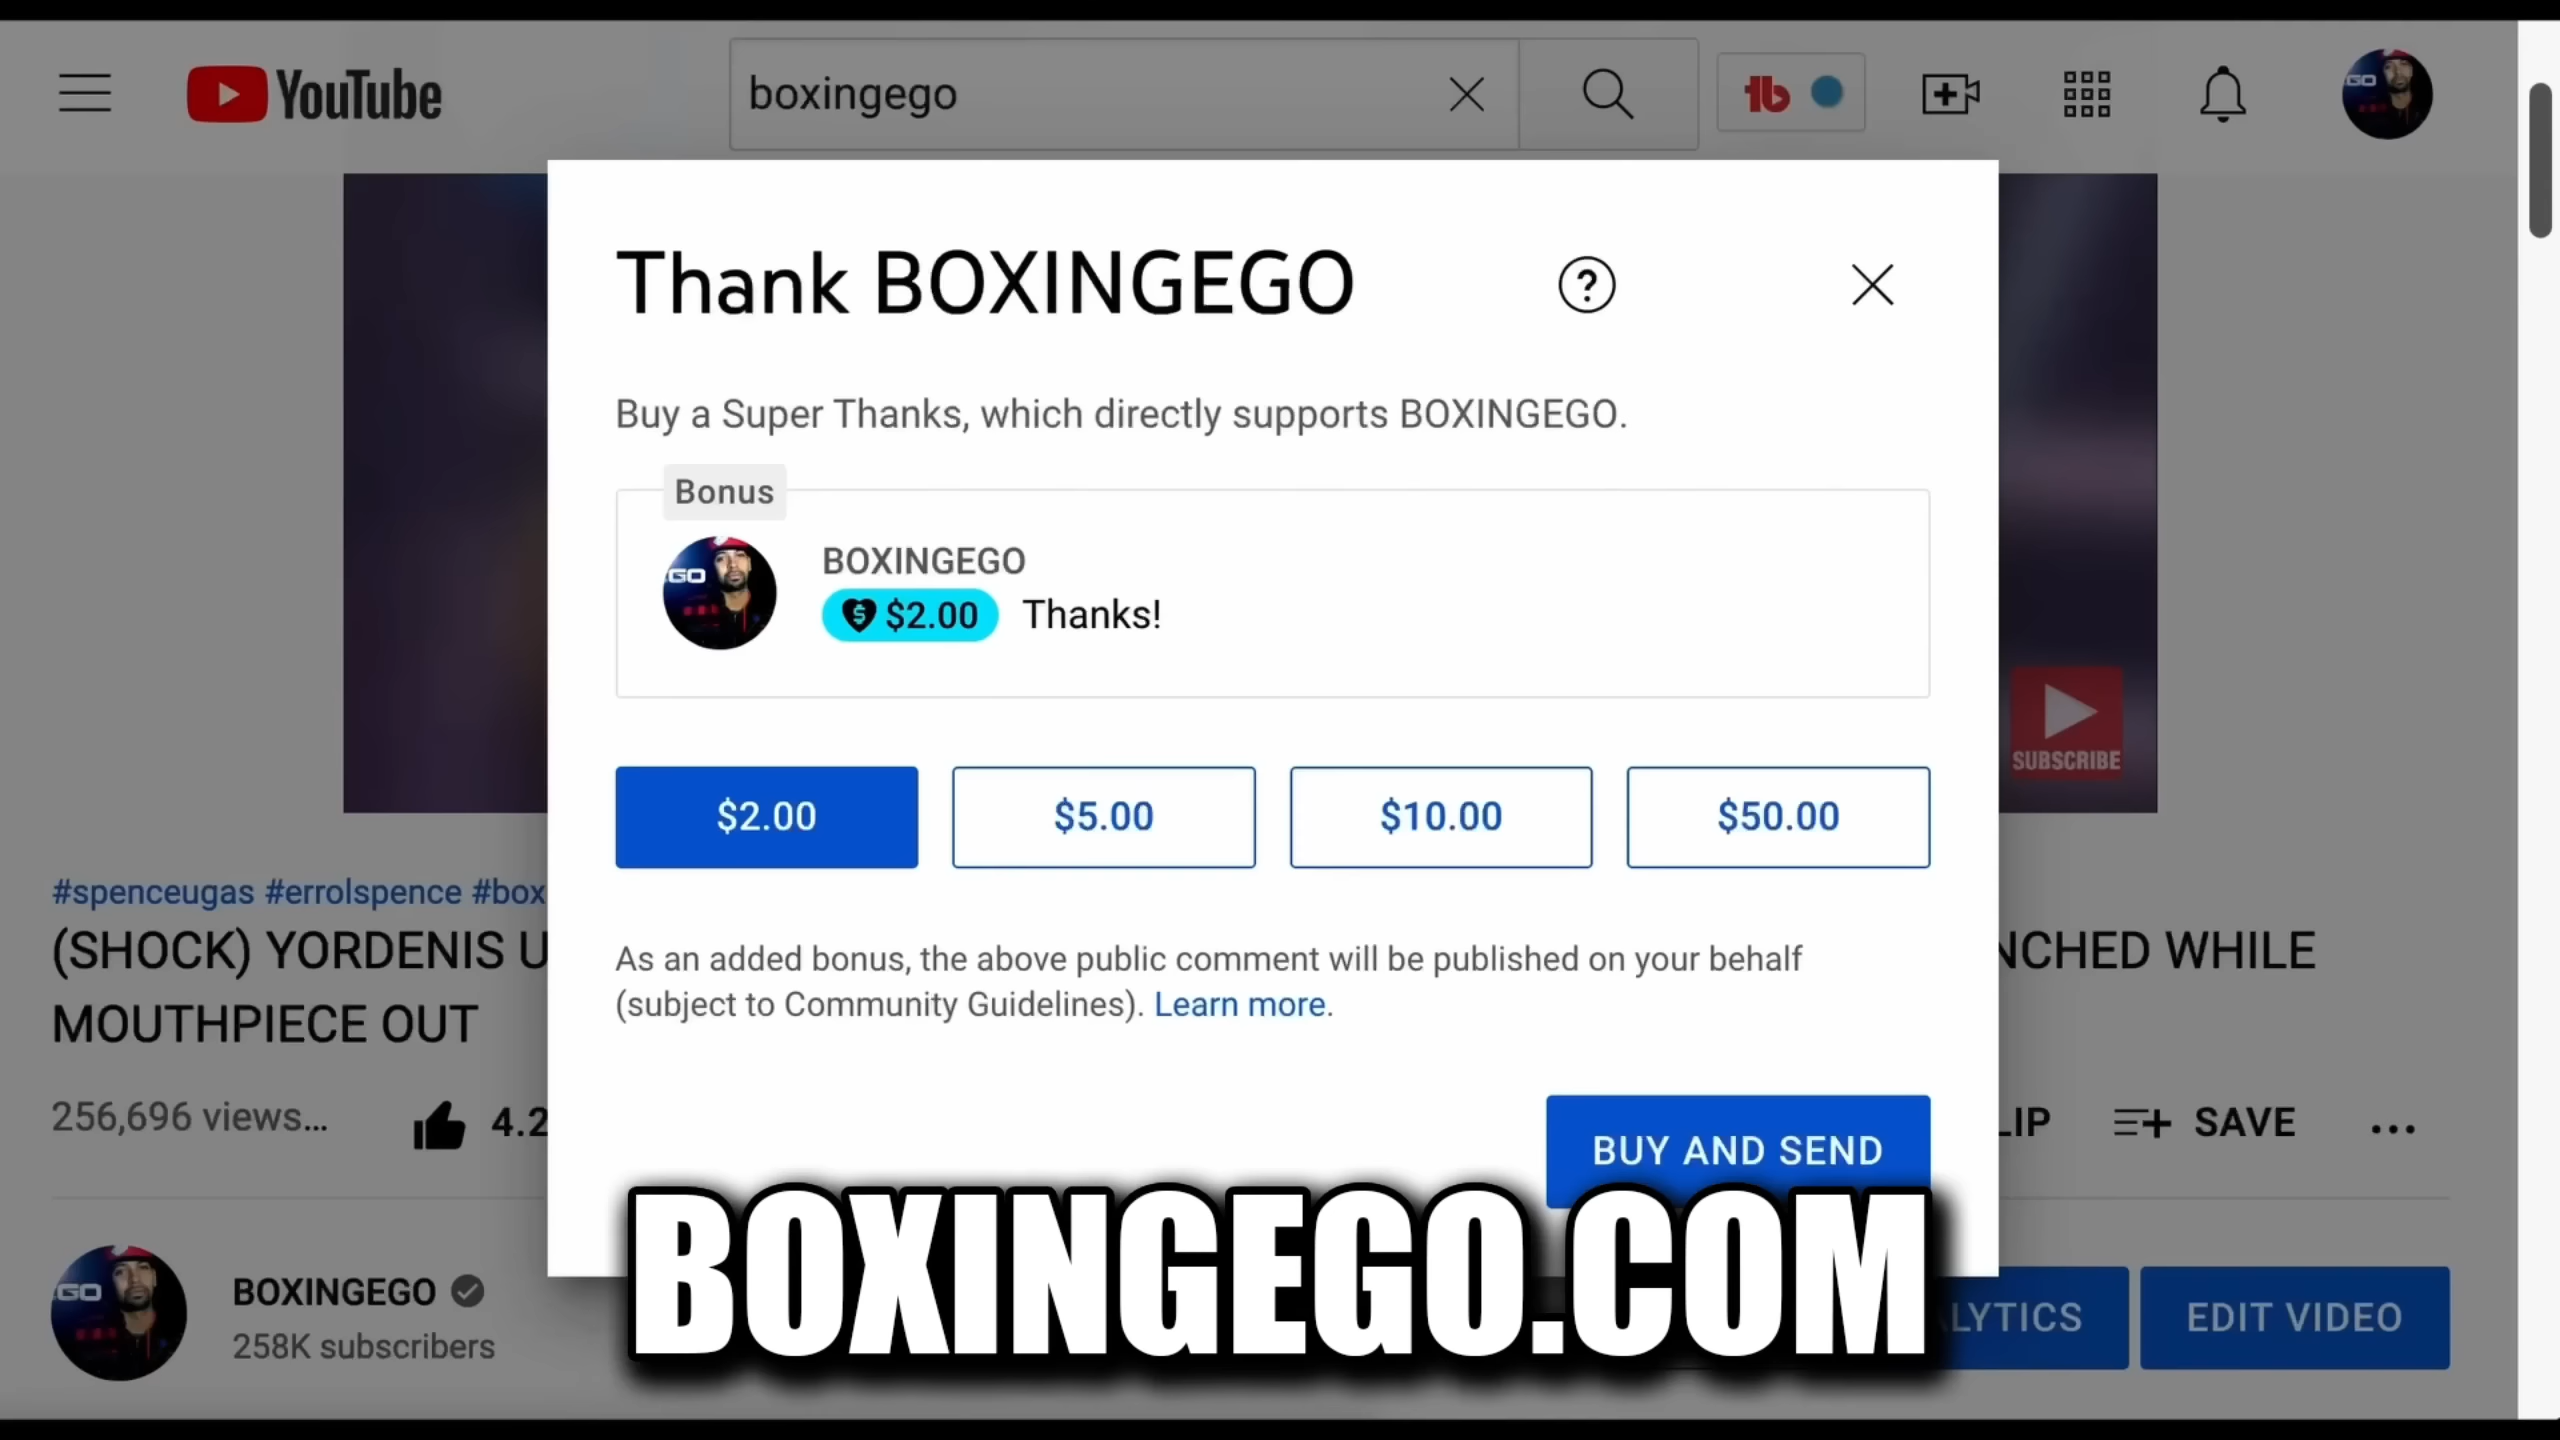 YouTube
boxingego
Thank BOXINGEGO
Buy a Super Thanks, which directly supports BOXINGEGO.
Bonus
GO
BOXINGEGO
$2.00 Thanks!
$2.00 $5.00 $10.00 $50.00
SUBSCRIBE
As an added bonus, the above public comment will be published on your behalf
(subject to Community Guidelines). Learn more.
BUY AND SEND
#spenceugas #errolspence #box
(SHOCK) YORDENIS U NCHED WHILE
MOUTHPIECE OUT
256,696 views... 4.2 LIP SAVE
GO
BOXINGEGO
258K subscribers
LYTICS EDIT VIDEO
BOXINGEGO.COM